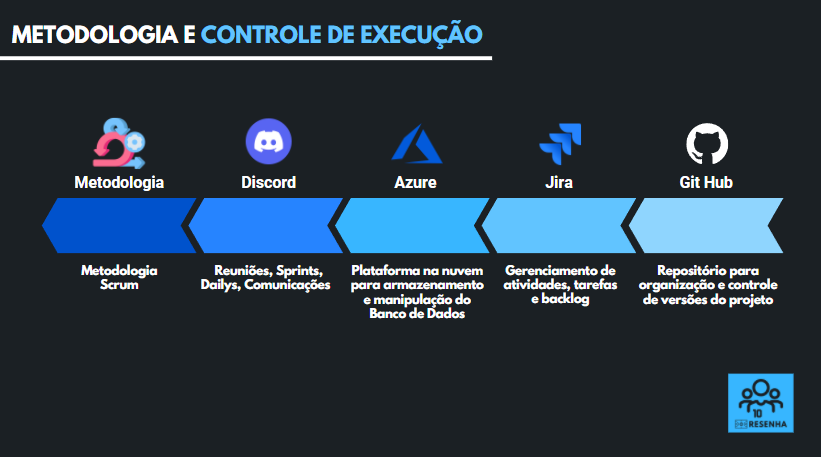 METODOLOGIA E CONTROLE DE EXECUÇÃO
Metodologia
Discord
Azure
Jira
Git Hub
Metodologia
Scrum
Reuniões, Sprints,
Dailys, Comunicações
Plataforma na nuvem
para armazenamento
e manipulação do
Banco de Dados
Gerenciamento de
atividades, tarefas
e backlog
Repositório para
organização e controle
de versões do projeto
10
RESENHA